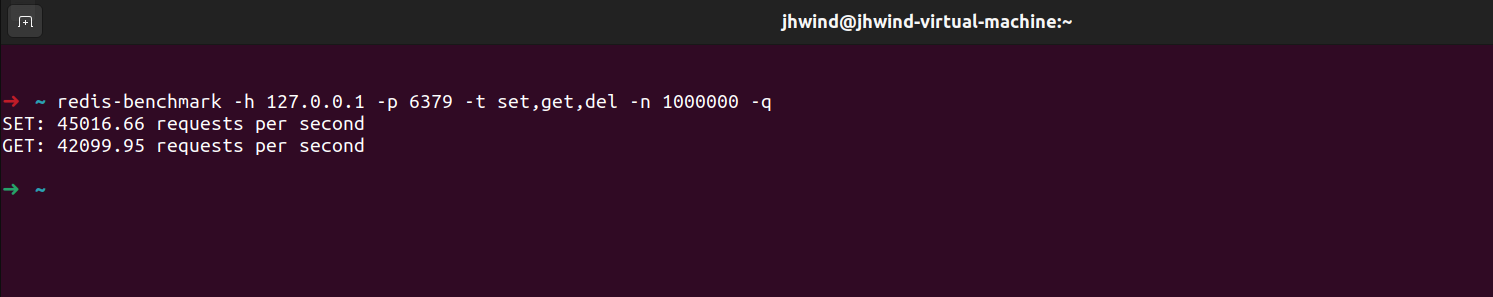 jhwind@jhwind-virtual-machine:~
➜ ~ redis-benchmark -h 127.0.0.1 -p 6379 -t set,get,del -n 1000000 -q
SET: 45016.66 requests per second
GET: 42099.95 requests per second
➜ ~